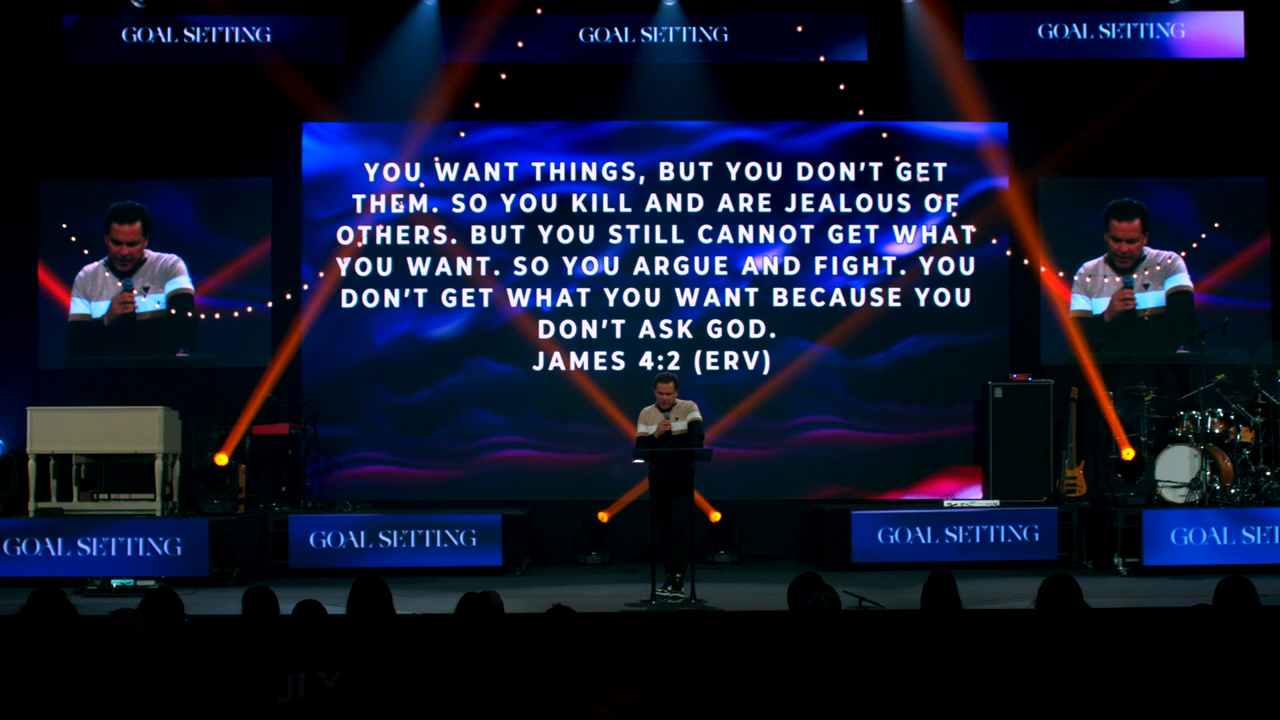 GOAL SETTING
GOAL SETTING
GOAL SETTING
YOU WANT THINGS, BUT YOU DON'T GET
THEM. SO YOU KILL AND ARE JEALOUS OF
OTHERS. BUT YOU STILL CANNOT GET WHAT
YOU WANT. SO YOU ARGUE AND FIGHT. YOU
DON'T GET WHAT YOU WANT BECAUSE YOU
DON'T ASK GOD.
JAMES 4:2 (ERV)
GOAL SETTING
GOAL SETTING
GOAL SETTING
GOAL SET